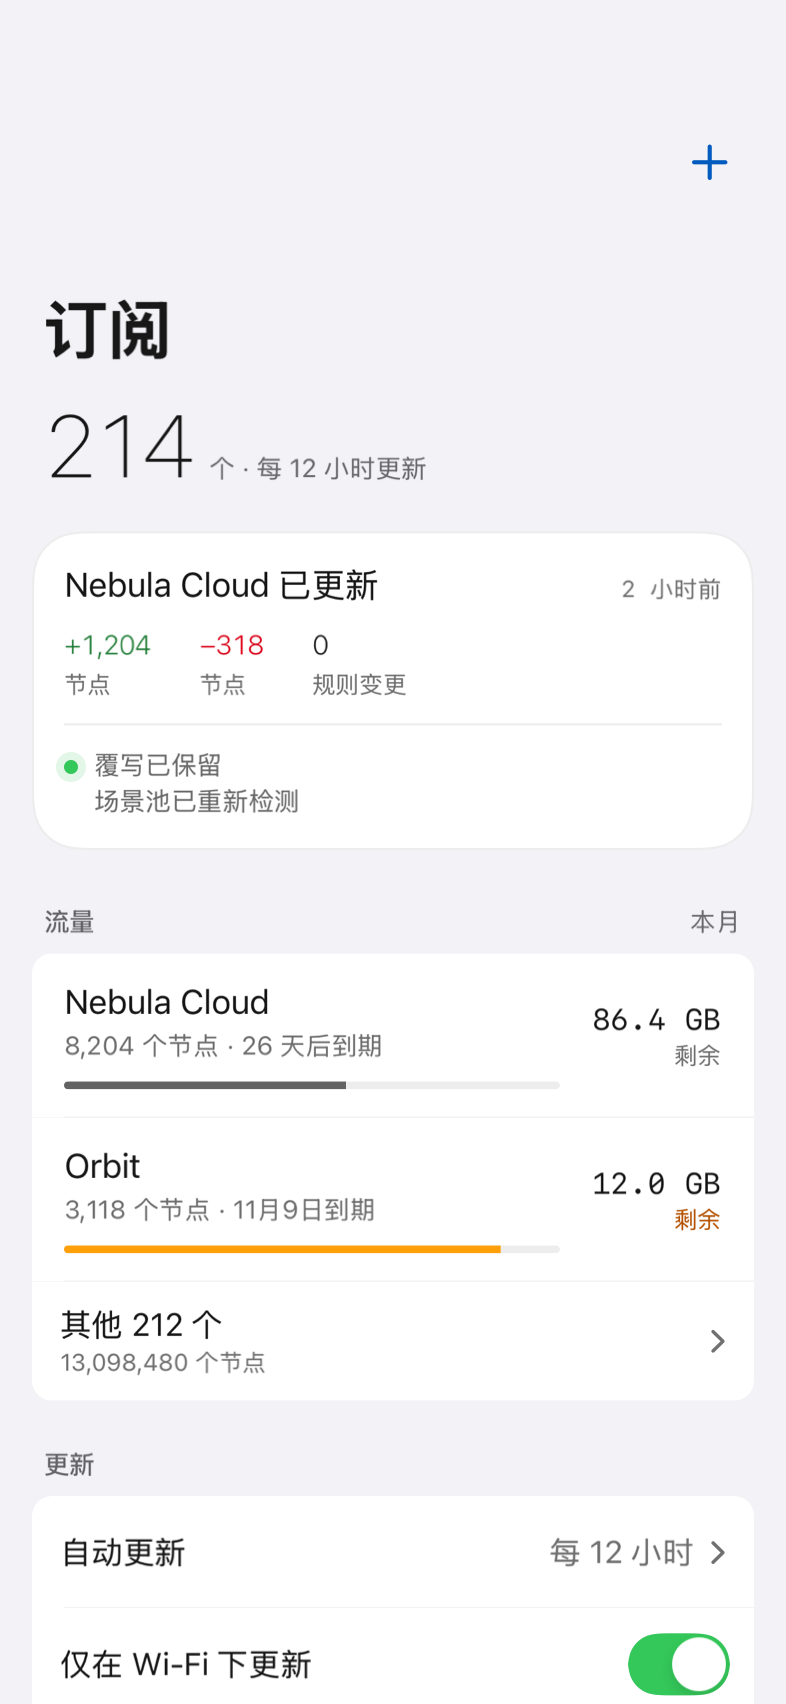 订阅
214 个 · 每 12 小时更新
Nebula Cloud 已更新
2 小时前
+1,204
−318
0
节点
节点
规则变更
覆写已保留
场景池已重新检测
流量
本月
Nebula Cloud
86.4 GB
8,204 个节点 · 26 天后到期
剩余
Orbit
12.0 GB
3,118 个节点 · 11月9日到期
剩余
其他 212 个
13,098,480 个节点
更新
自动更新
每 12 小时
仅在 Wi-Fi 下更新